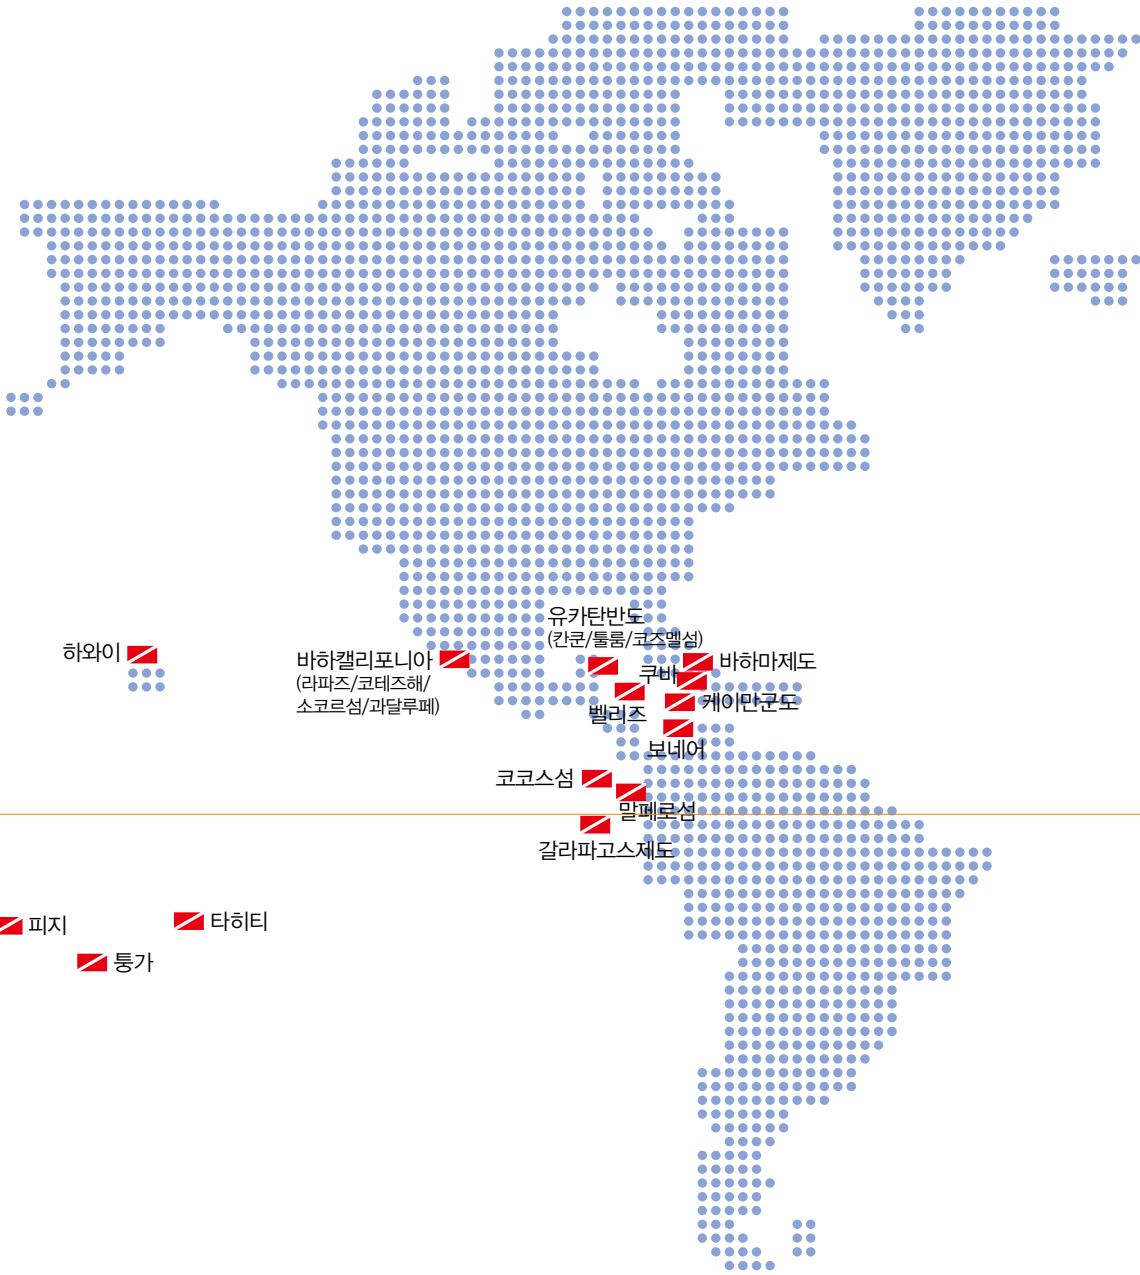 유카탄반도
(칸쿤/툴룸/코즈멜섬)
하와이
바하캘리포니아
(라파즈/코테즈해/
소코르섬/과달루페)
바하마제도
쿠바
케이만군도
벨리즈
보네어
코코스섬
말페로섬
갈라파고스제도
피지
타히티
통가